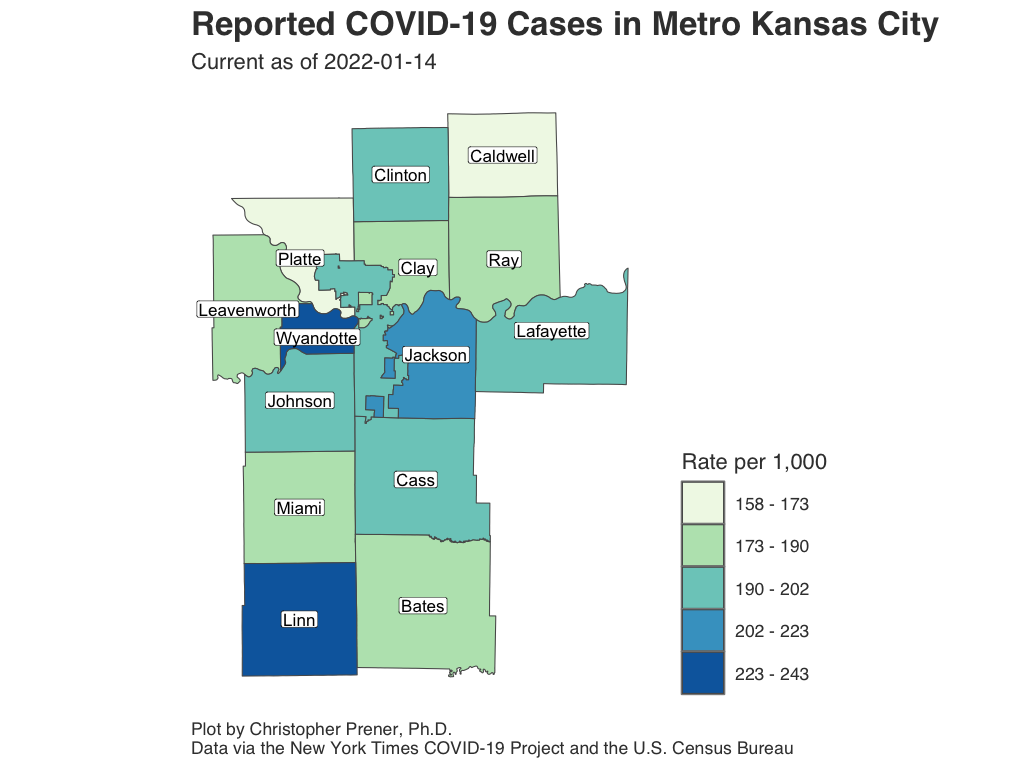 Reported COVID-19 Cases in Metro Kansas City
Current as of 2022-01-14
Caldwell
Clinton
Platte
Clay
Ray
Leavenworth
Wyandotte
Lafayette
Jackson
Johnson
Cass
Miami
Bates
Linn
Rate per 1,000
158 - 173
173 - 190
190 - 202
202 - 223
223 - 243
Plot by Christopher Prener, Ph.D.
Data via the New York Times COVID-19 Project and the U.S. Census Bureau